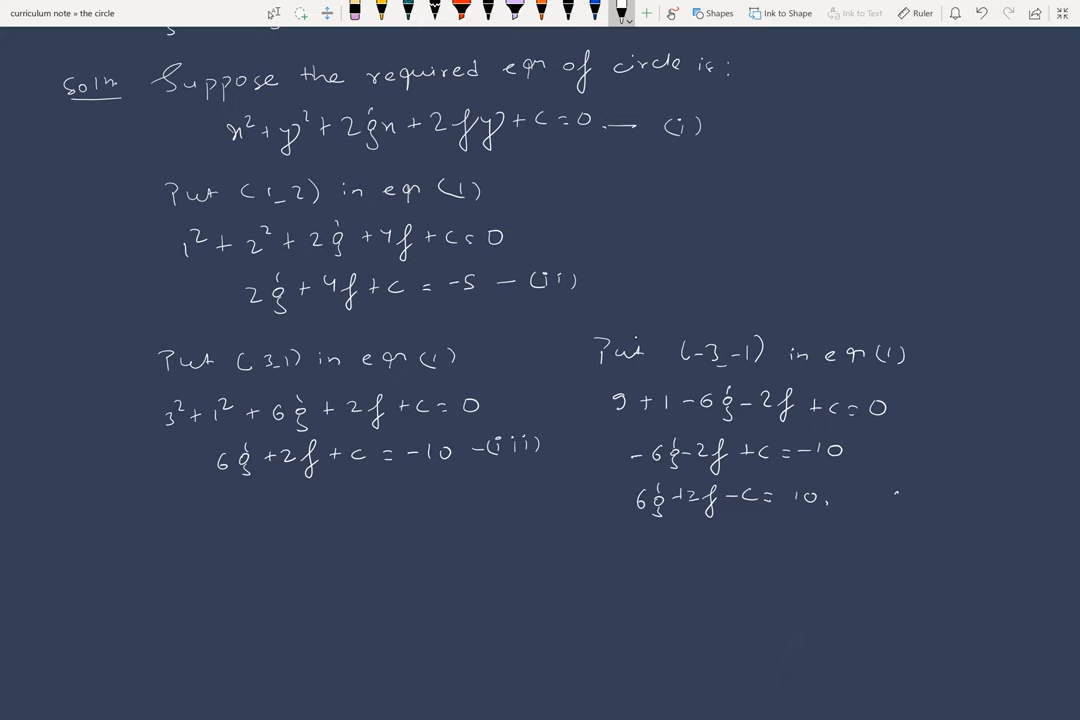 curriculum note » the circle
Shapes Ink to Shape Ink to Text Ruler
Soln Suppose the required eqn of circle is:
x² + y² + 2gx + 2fy + c = 0 — (i)
Put (1,2) in eqn (1)
1² + 2² + 2g + 4f + c = 0
2g + 4f + c = -5 — (ii)
Put (3,1) in eqn (1)
3² + 1² + 6g + 2f + c = 0
6g + 2f + c = -10 — (iii)
Put (-3,-1) in eqn (1)
9 + 1 - 6g - 2f + c = 0
-6g - 2f + c = -10
6g + 2f - c = 10,